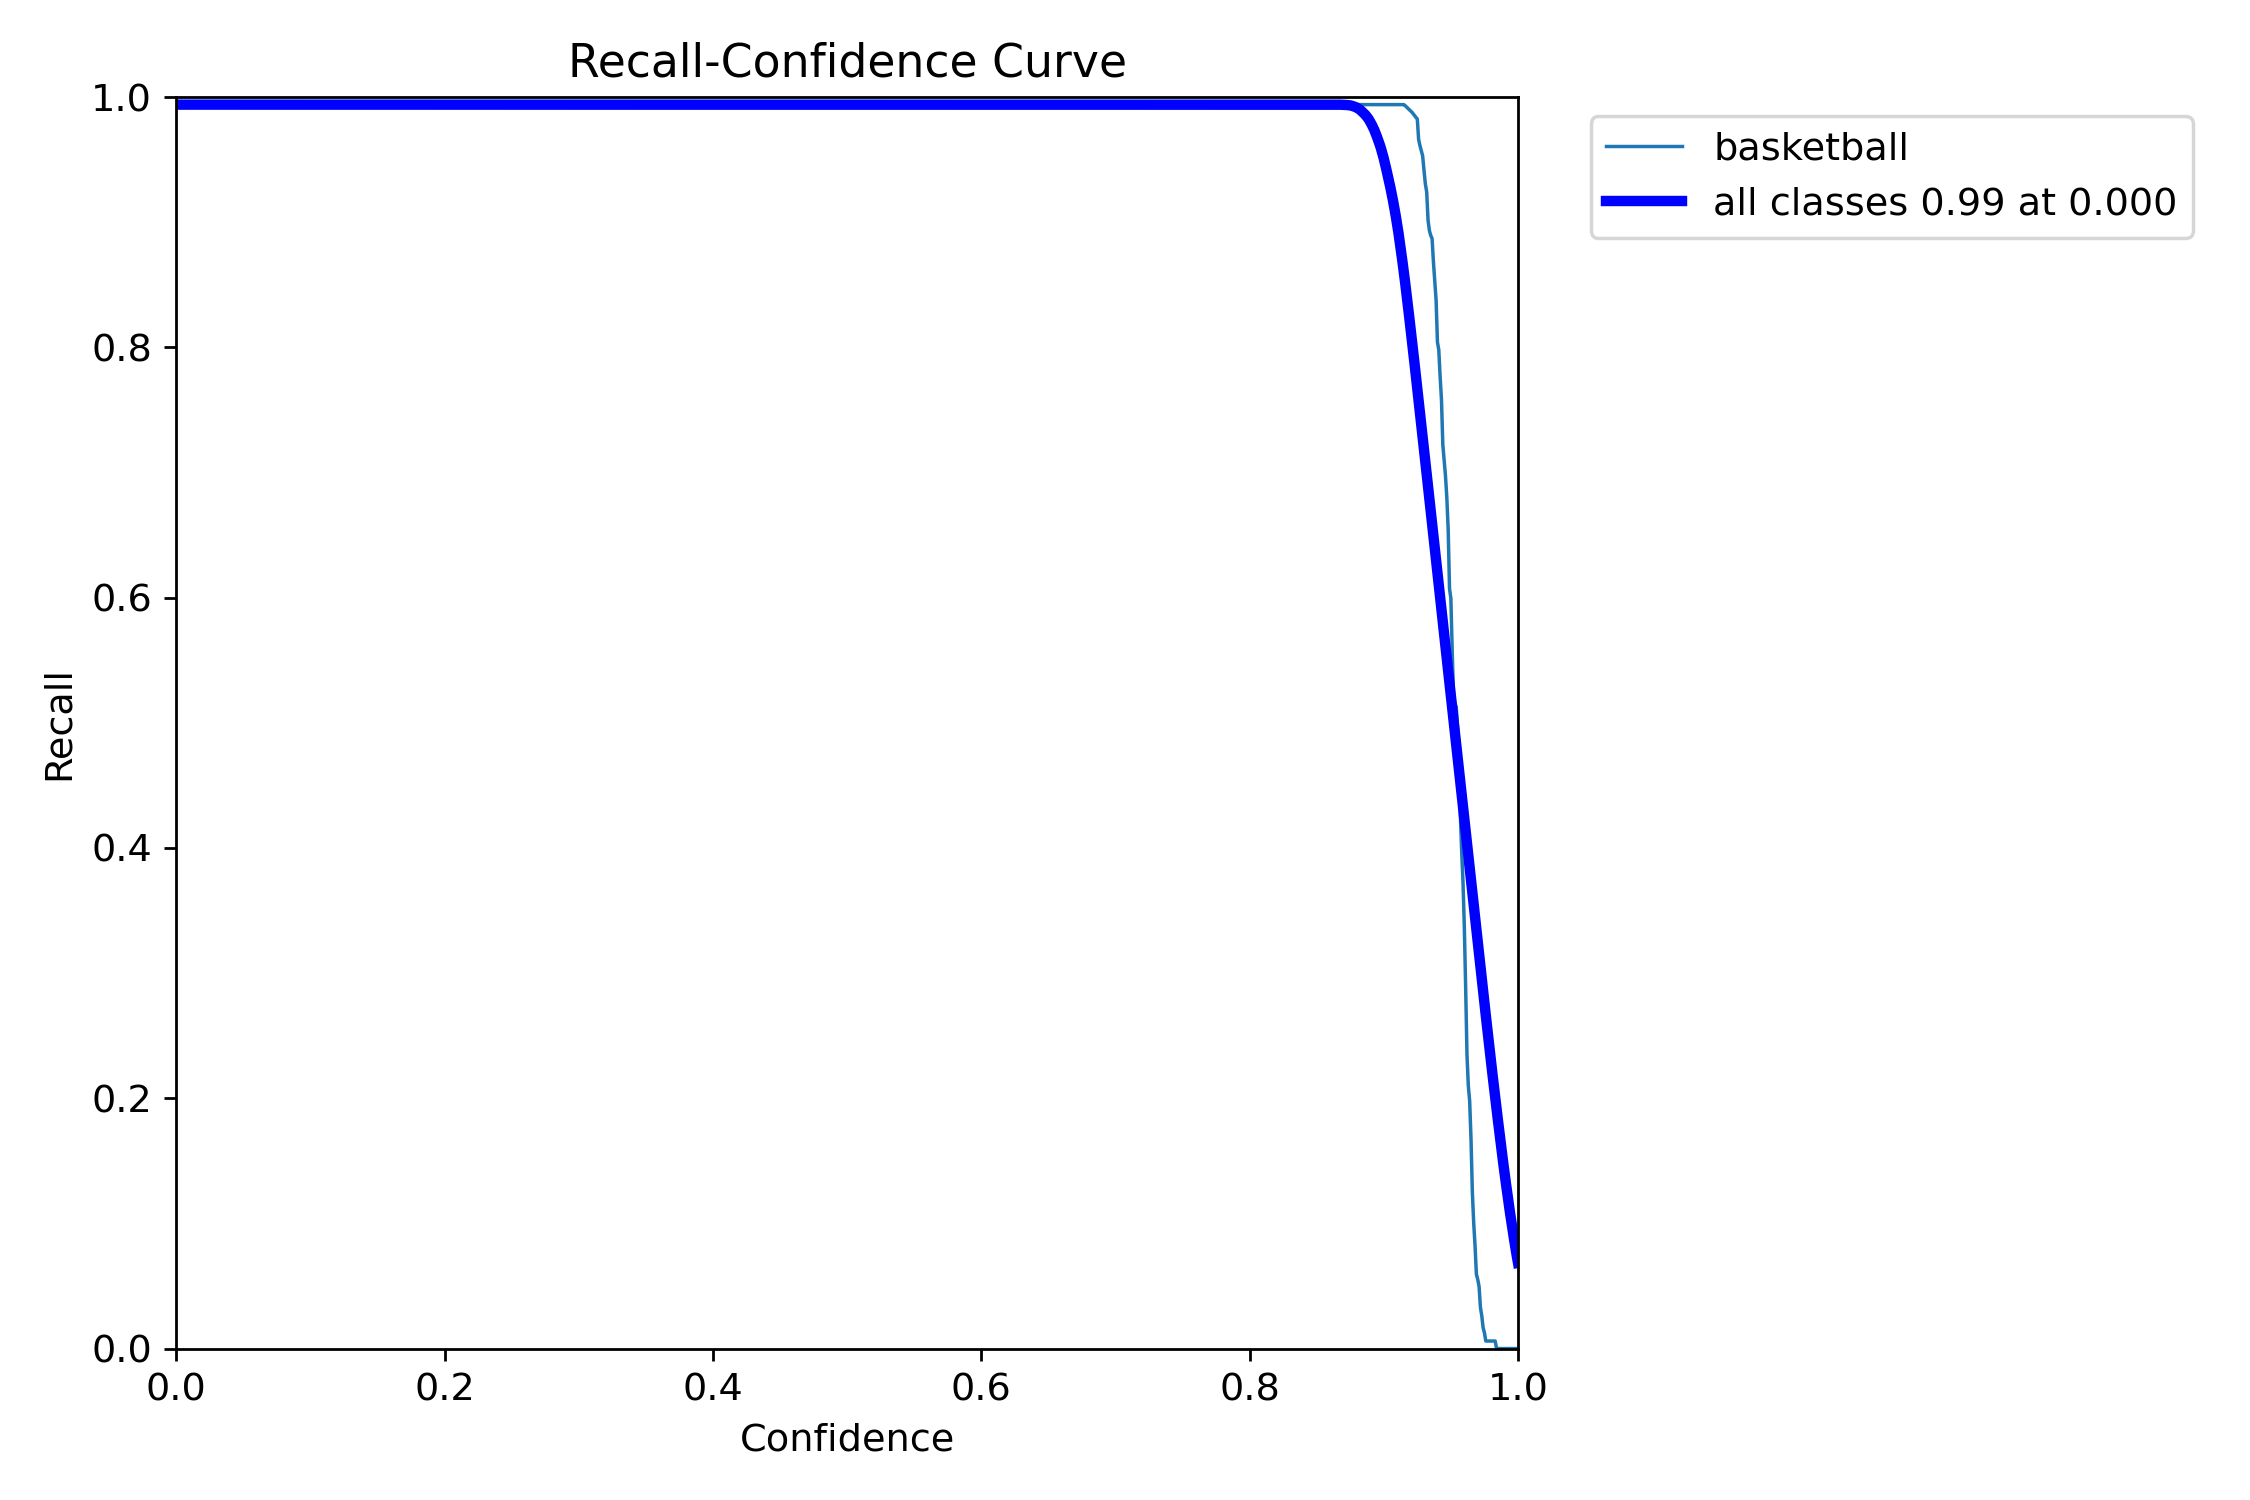 Recall-Confidence Curve
1.0
0.8
0.6
0.4
0.2
0.0
Recall
0.0 0.2 0.4 0.6 0.8 1.0
Confidence
basketball
all classes 0.99 at 0.000